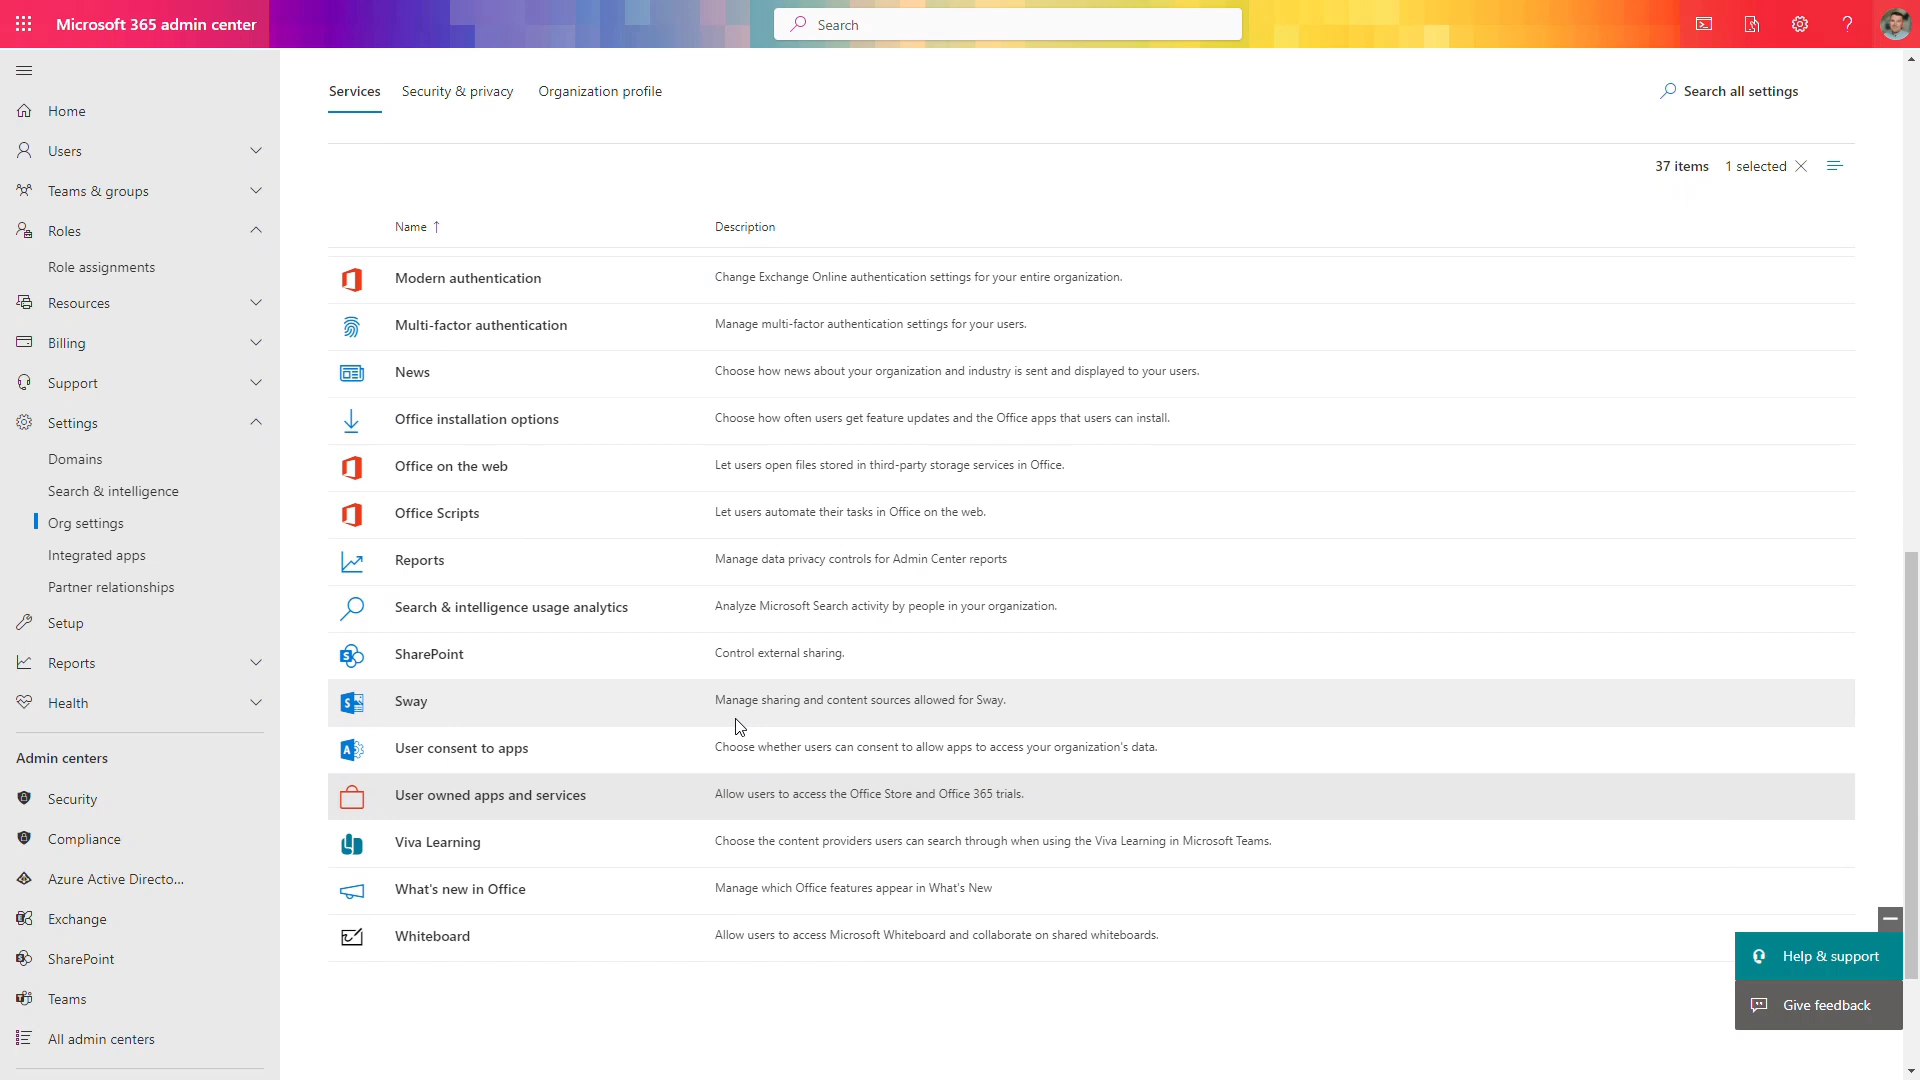 Microsoft 365 admin center
Search
Home
Users
Teams & groups
Roles
Role assignments
Resources
Billing
Support
Settings
Domains
Search & intelligence
Org settings
Integrated apps
Partner relationships
Setup
Reports
Health
Admin centers
Security
Compliance
Azure Active Directo...
Exchange
SharePoint
Teams
All admin centers
Services Security & privacy Organization profile
Search all settings
37 items 1 selected
Name ↑ Description
Modern authentication Change Exchange Online authentication settings for your entire organization.
Multi-factor authentication Manage multi-factor authentication settings for your users.
News Choose how news about your organization and industry is sent and displayed to your users.
Office installation options Choose how often users get feature updates and the Office apps that users can install.
Office on the web Let users open files stored in third-party storage services in Office.
Office Scripts Let users automate their tasks in Office on the web.
Reports Manage data privacy controls for Admin Center reports
Search & intelligence usage analytics Analyze Microsoft Search activity by people in your organization.
SharePoint Control external sharing.
Sway Manage sharing and content sources allowed for Sway.
User consent to apps Choose whether users can consent to allow apps to access your organization's data.
User owned apps and services Allow users to access the Office Store and Office 365 trials.
Viva Learning Choose the content providers users can search through when using the Viva Learning in Microsoft Teams.
What's new in Office Manage which Office features appear in What's New
Whiteboard Allow users to access Microsoft Whiteboard and collaborate on shared whiteboards.
Help & support
Give feedback